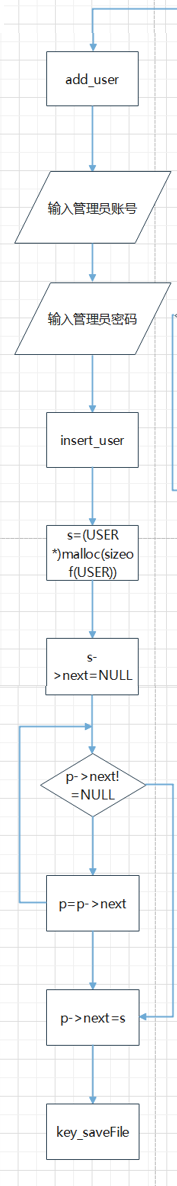 add_user
输入管理员账号
输入管理员密码
insert_user
s=(USER
*)malloc(sizeo
f(USER))
s-
>next=NULL
p->next!
=NULL
p=p->next
p->next=s
key_saveFile